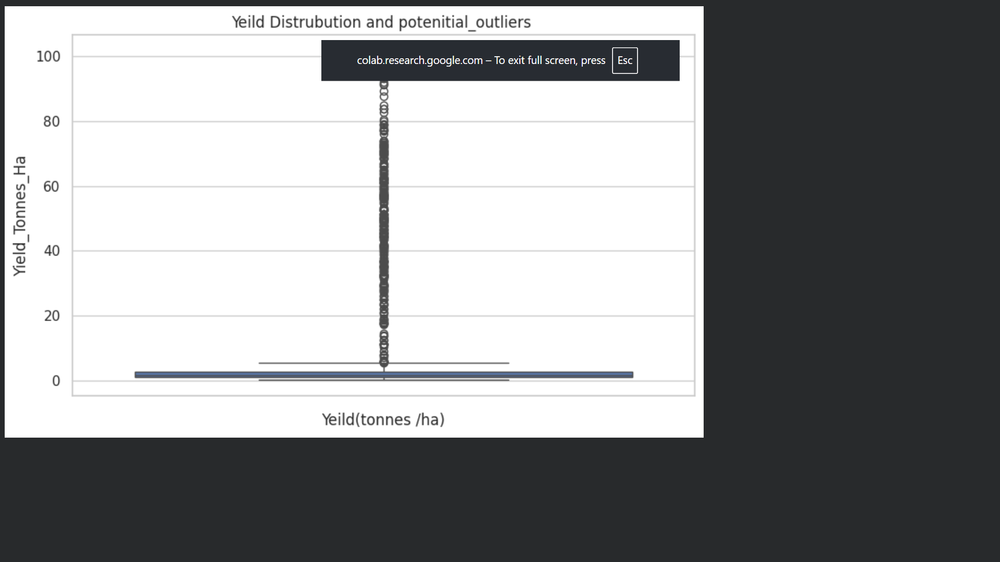 Yeild Distrubution and potenitial_outliers
colab.research.google.com – To exit full screen, press Esc
100
80
60
40
20
0
Yield_Tonnes_Ha
Yeild(tonnes /ha)